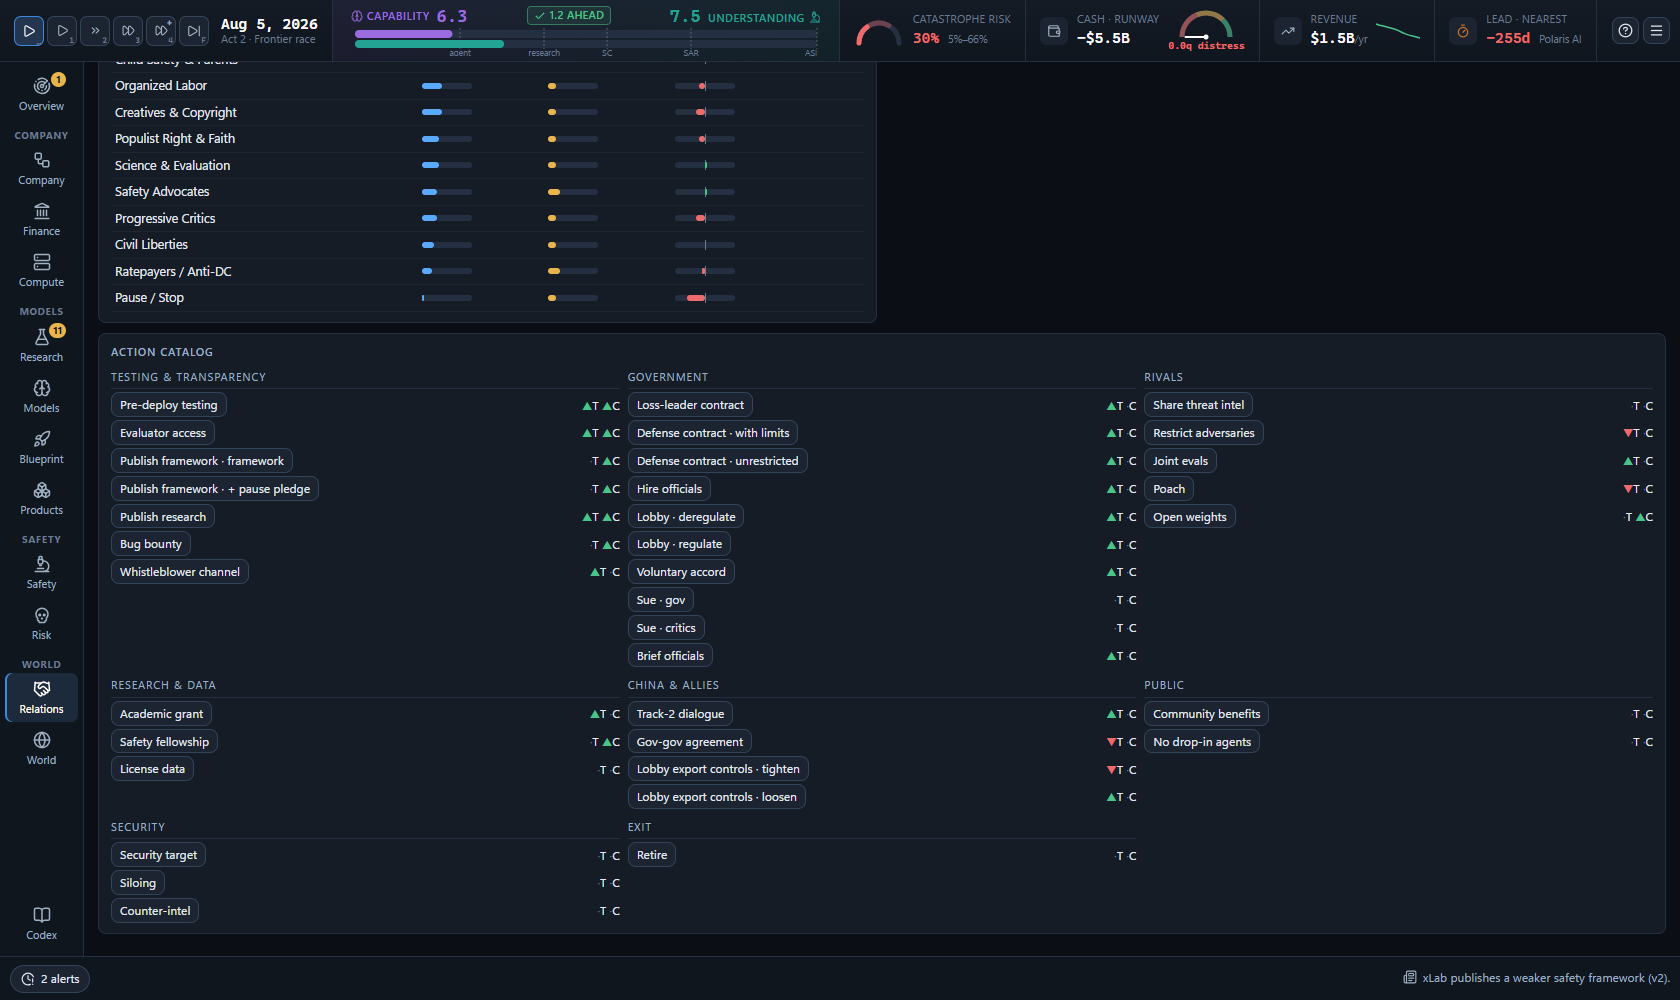 Aug 5, 2026
Act 2 · Frontier race
1
2
3
4
F
CAPABILITY 6.3
1.2 AHEAD
7.5 UNDERSTANDING
agent
research
SC
SAR
ASI
CATASTROPHE RISK
30% 5%–66%
CASH · RUNWAY
−$5.5B
0.0q distress
REVENUE
$1.5B/yr
LEAD · NEAREST
−255d Polaris AI
1
Overview
COMPANY
Company
Finance
Compute
MODELS
11
Research
Models
Blueprint
Products
SAFETY
Safety
Risk
WORLD
Relations
World
Codex
Child Safety & Parents
Organized Labor
Creatives & Copyright
Populist Right & Faith
Science & Evaluation
Safety Advocates
Progressive Critics
Civil Liberties
Ratepayers / Anti-DC
Pause / Stop
ACTION CATALOG
TESTING & TRANSPARENCY
Pre-deploy testing ▲T ▲C
Evaluator access ▲T ▲C
Publish framework · framework ·T ▲C
Publish framework · + pause pledge ·T ▲C
Publish research ▲T ▲C
Bug bounty ·T ▲C
Whistleblower channel ▲T ·C
GOVERNMENT
Loss-leader contract ▲T ·C
Defense contract · with limits ▲T ·C
Defense contract · unrestricted ▲T ·C
Hire officials ▲T ·C
Lobby · deregulate ▲T ·C
Lobby · regulate ▲T ·C
Voluntary accord ▲T ·C
Sue · gov ·T ·C
Sue · critics ·T ·C
Brief officials ▲T ·C
RIVALS
Share threat intel ·T ·C
Restrict adversaries ▼T ·C
Joint evals ▲T ·C
Poach ▼T ·C
Open weights ·T ▲C
RESEARCH & DATA
Academic grant ▲T ·C
Safety fellowship ·T ▲C
License data ·T ·C
CHINA & ALLIES
Track-2 dialogue ▲T ·C
Gov-gov agreement ▼T ·C
Lobby export controls · tighten ▼T ·C
Lobby export controls · loosen ▲T ·C
PUBLIC
Community benefits ·T ·C
No drop-in agents ·T ·C
SECURITY
Security target ·T ·C
Siloing ·T ·C
Counter-intel ·T ·C
EXIT
Retire ·T ·C
2 alerts
xLab publishes a weaker safety framework (v2).